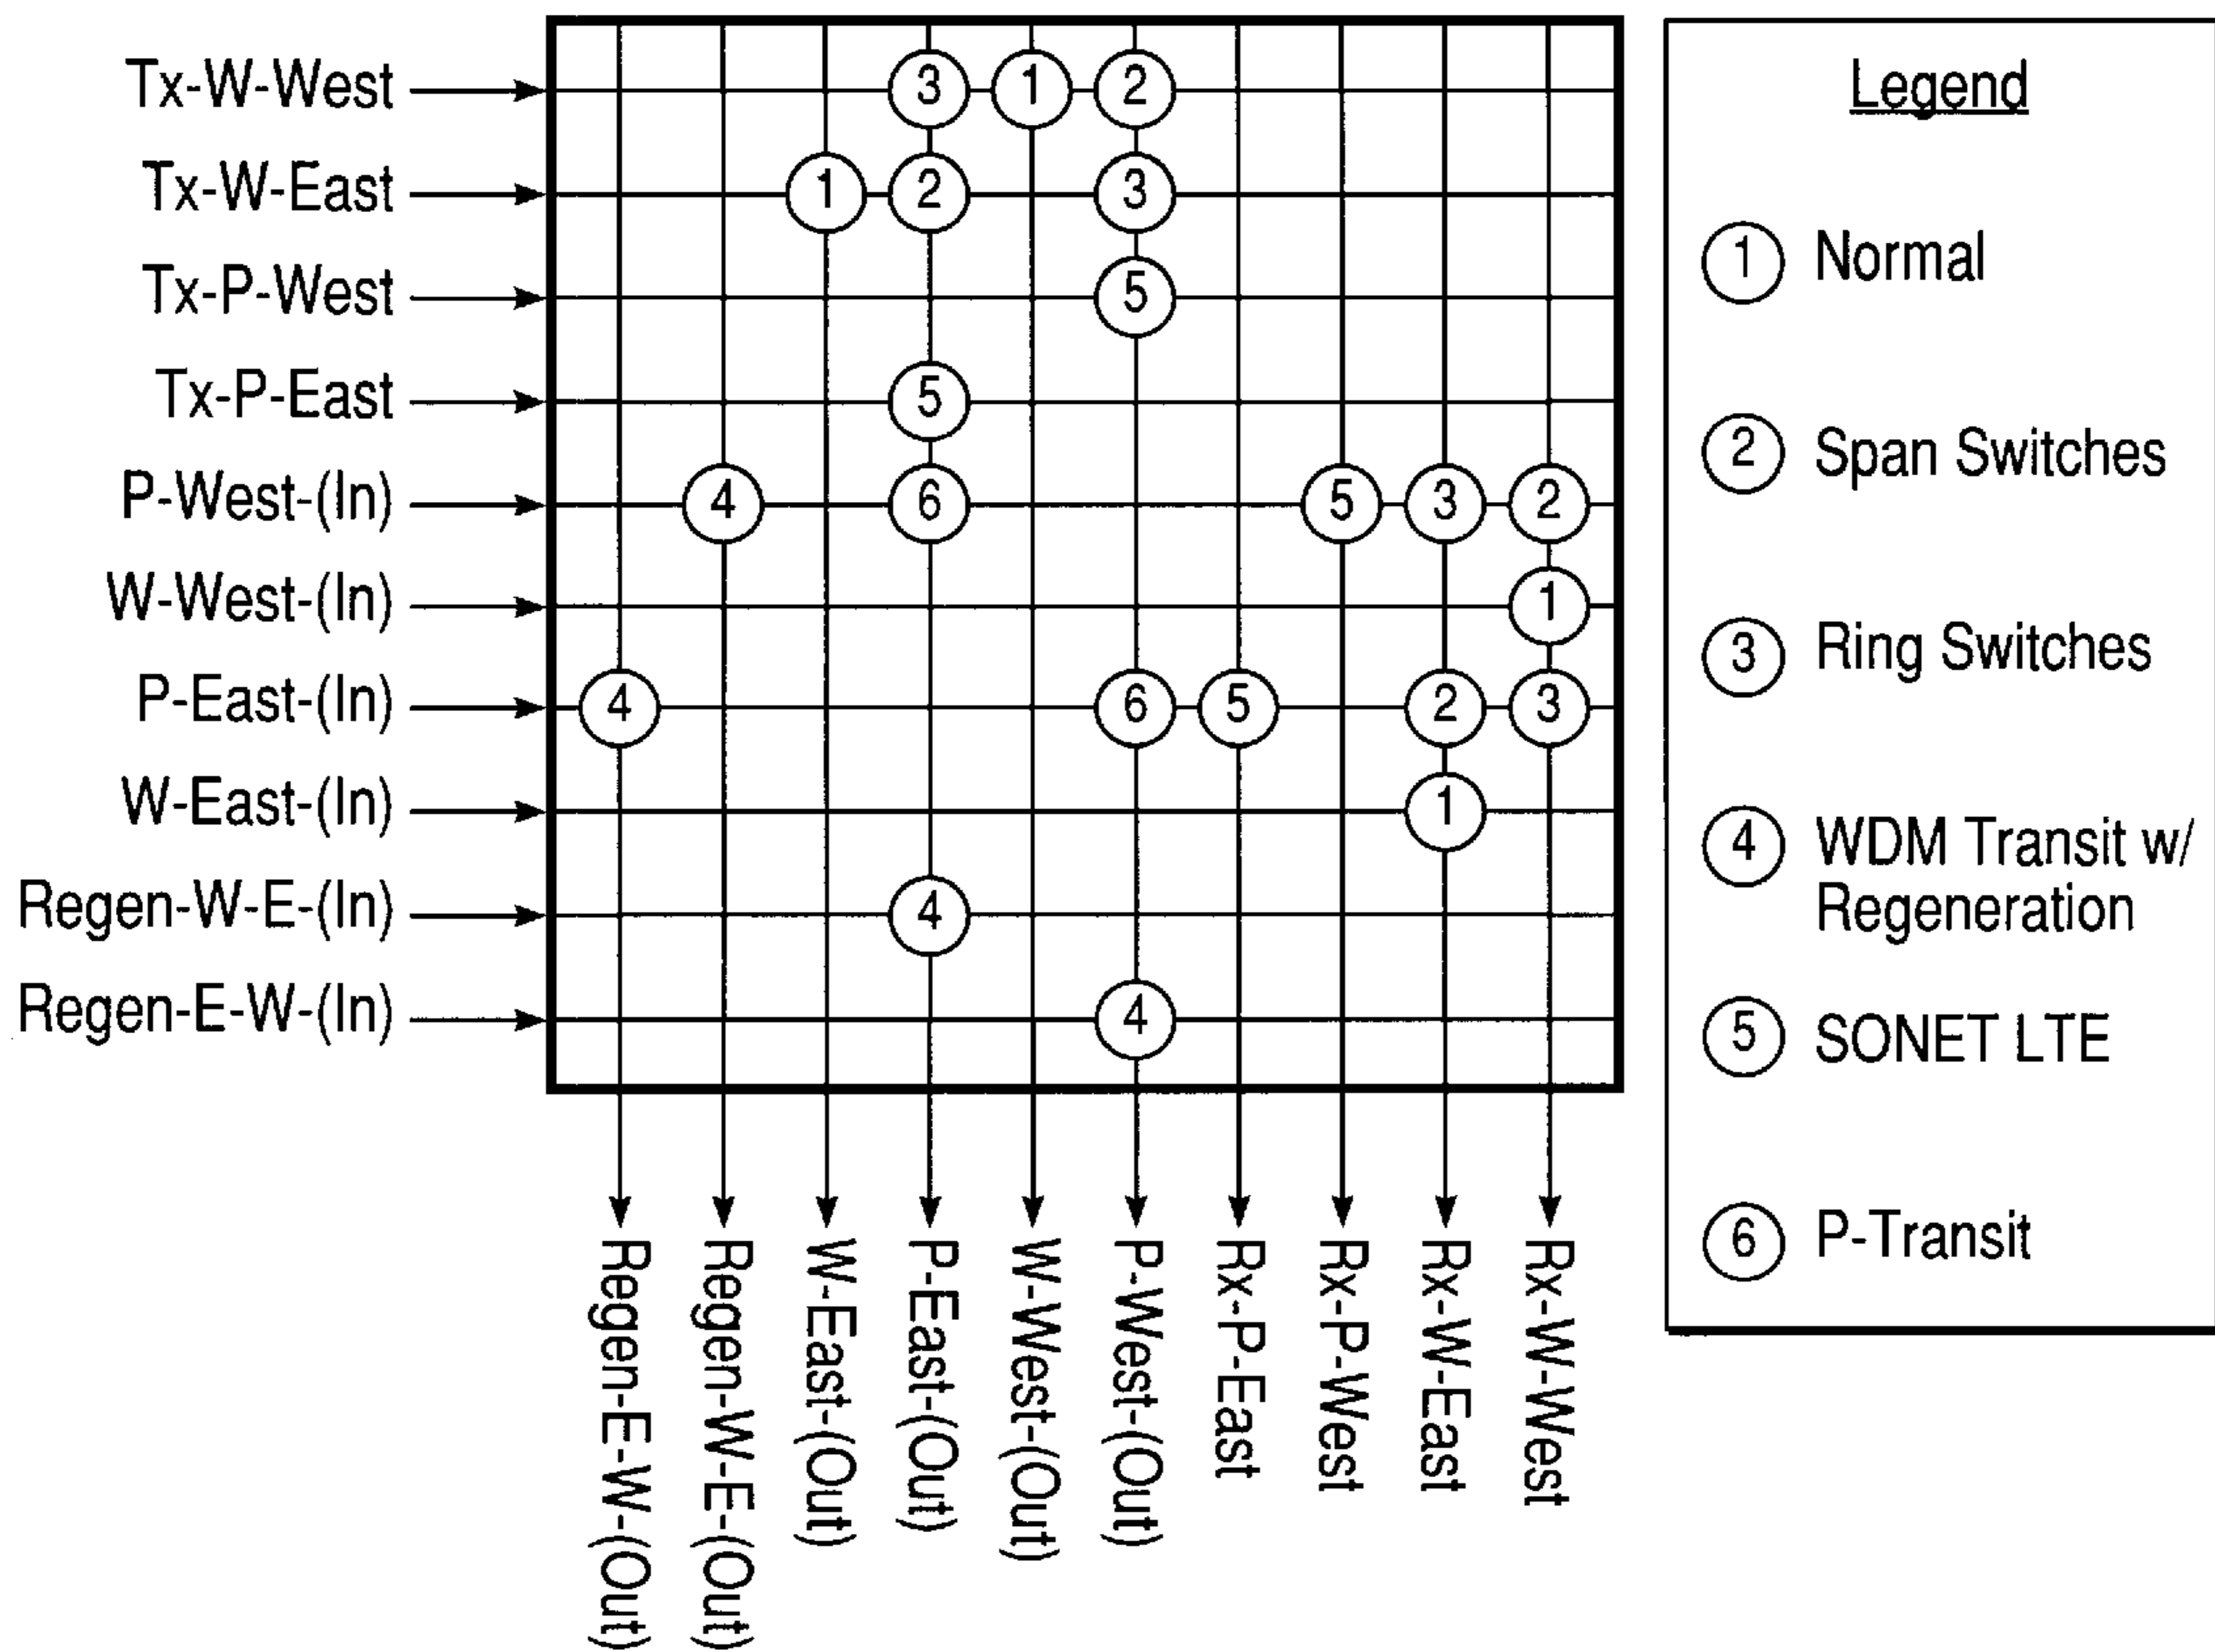 Tx-W-West
3 1 2
Tx-W-East
1 2 3
Tx-P-West
5
Tx-P-East
5
P-West-(In)
4 6 5 3 2
W-West-(In)
1
P-East-(In)
4 6 5 2 3
W-East-(In)
1
Regen-W-E-(In)
4
Regen-E-W-(In)
4
Regen-E-W-(Out)
Regen-W-E-(Out)
W-East-(Out)
P-East-(Out)
W-West-(Out)
P-West-(Out)
Rx-P-East
Rx-P-West
Rx-W-East
Rx-W-West
Legend
1 Normal
2 Span Switches
3 Ring Switches
4 WDM Transit w/
Regeneration
5 SONET LTE
6 P-Transit